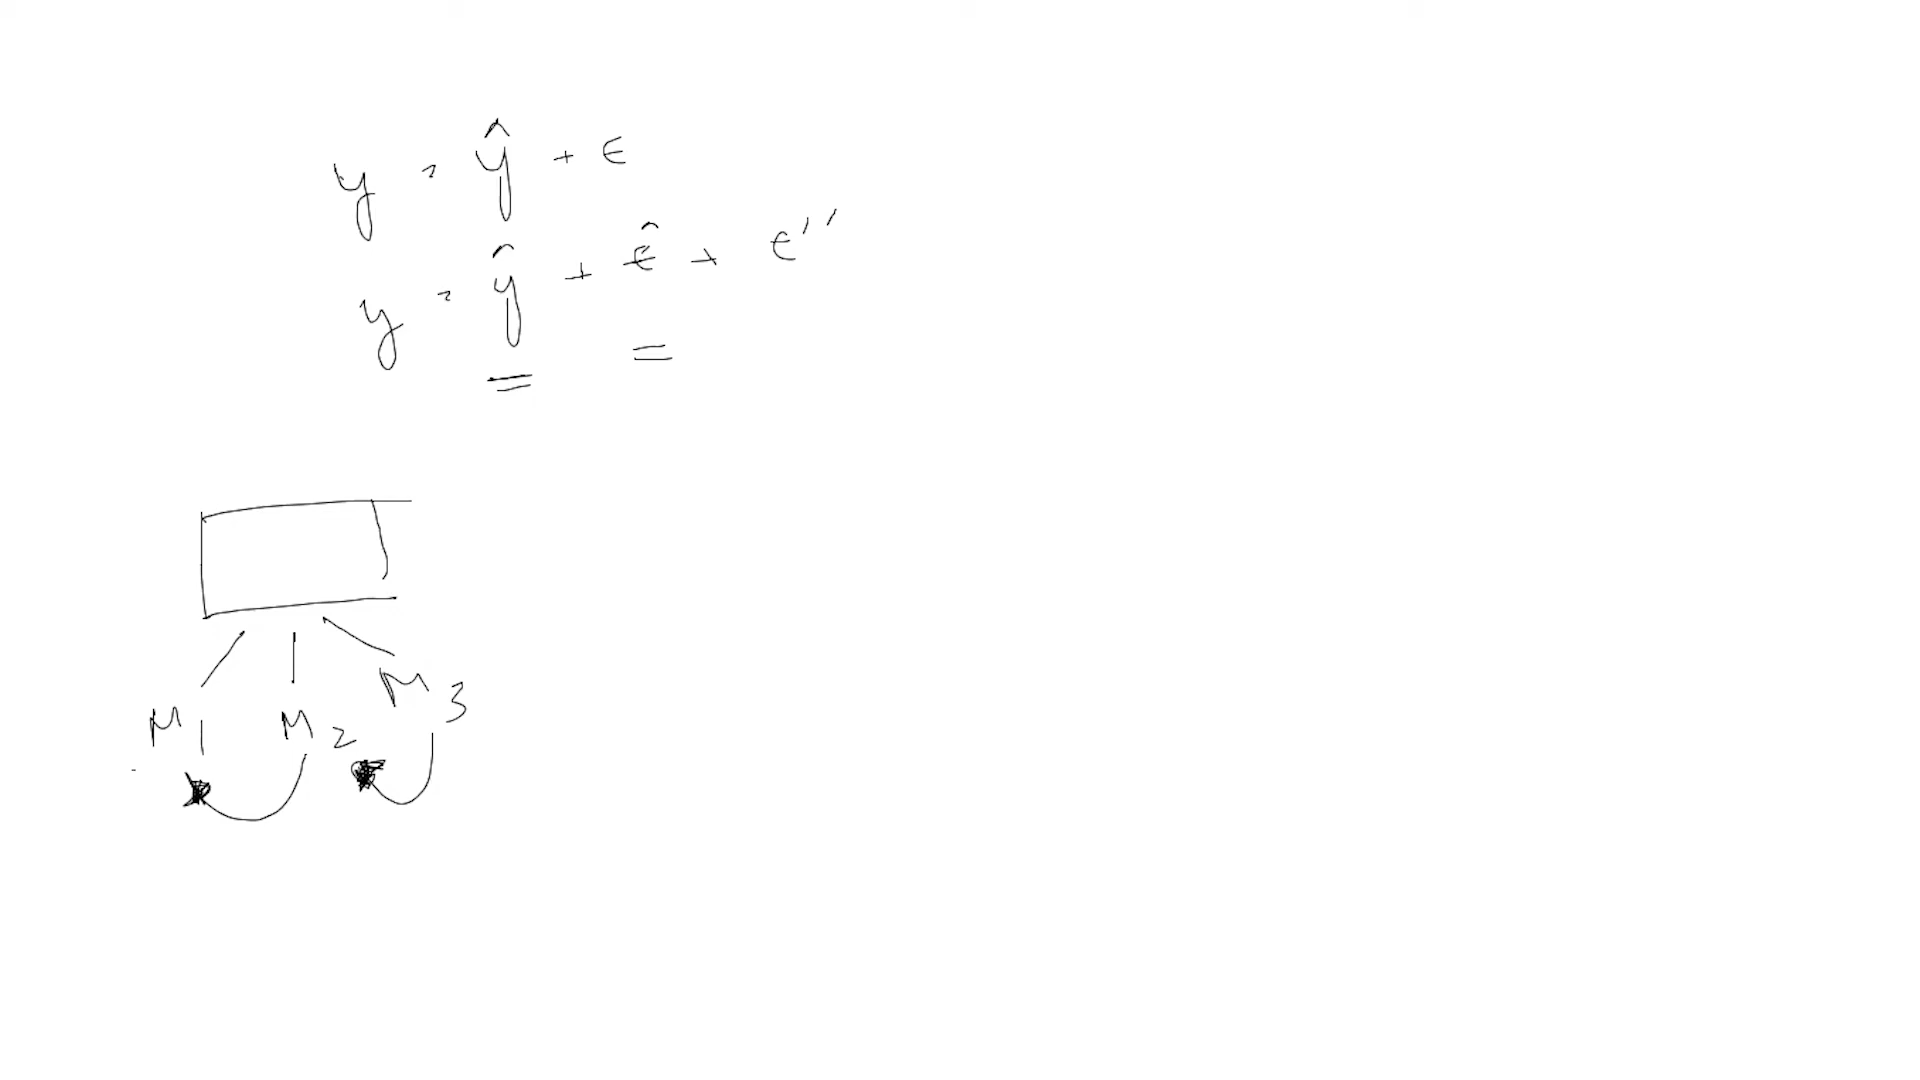 y = ŷ + ϵ
y = ŷ + ϵ̂ + ϵ′′
M1 M2 M3